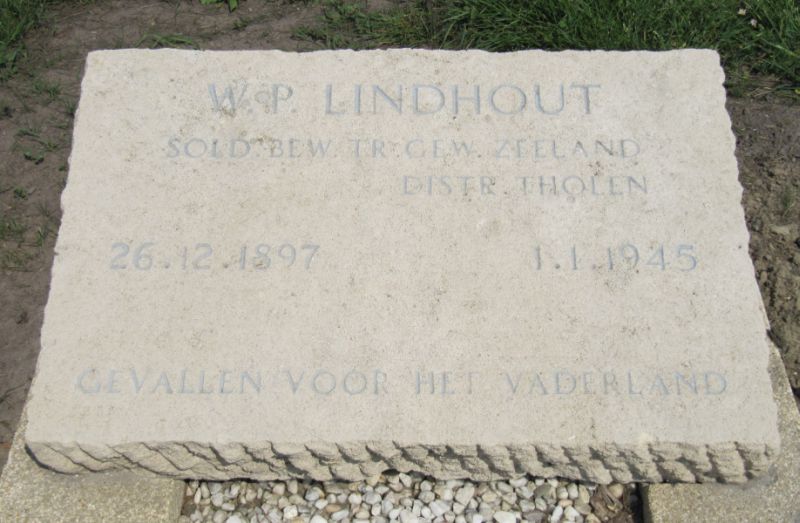 W.P. LINDHOUT
SOLD. BEW. TR. GEW. ZEELAND
DISTR. THOLEN
26.12.1897 1.1.1945
GEVALLEN VOOR HET VADERLAND